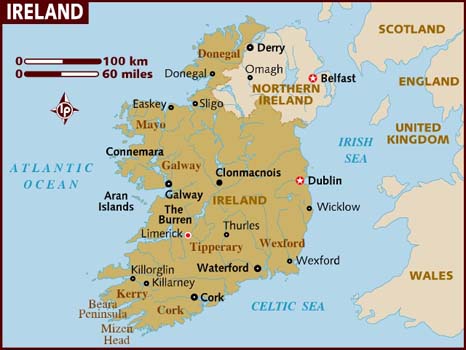 IRELAND
100 km
60 miles
lp
SCOTLAND
ENGLAND
UNITED
KINGDOM
WALES
NORTHERN
IRELAND
IRISH
SEA
ATLANTIC
OCEAN
CELTIC SEA
Donegal
Derry
Omagh
Belfast
Donegal
Easkey
Sligo
Mayo
Connemara
Galway
Clonmacnois
Dublin
Galway
Aran
Islands
IRELAND
The
Burren
Wicklow
Limerick
Thurles
Tipperary
Wexford
Killorglin
Waterford
Wexford
Killarney
Kerry
Beara
Peninsula
Cork
Cork
Mizen
Head